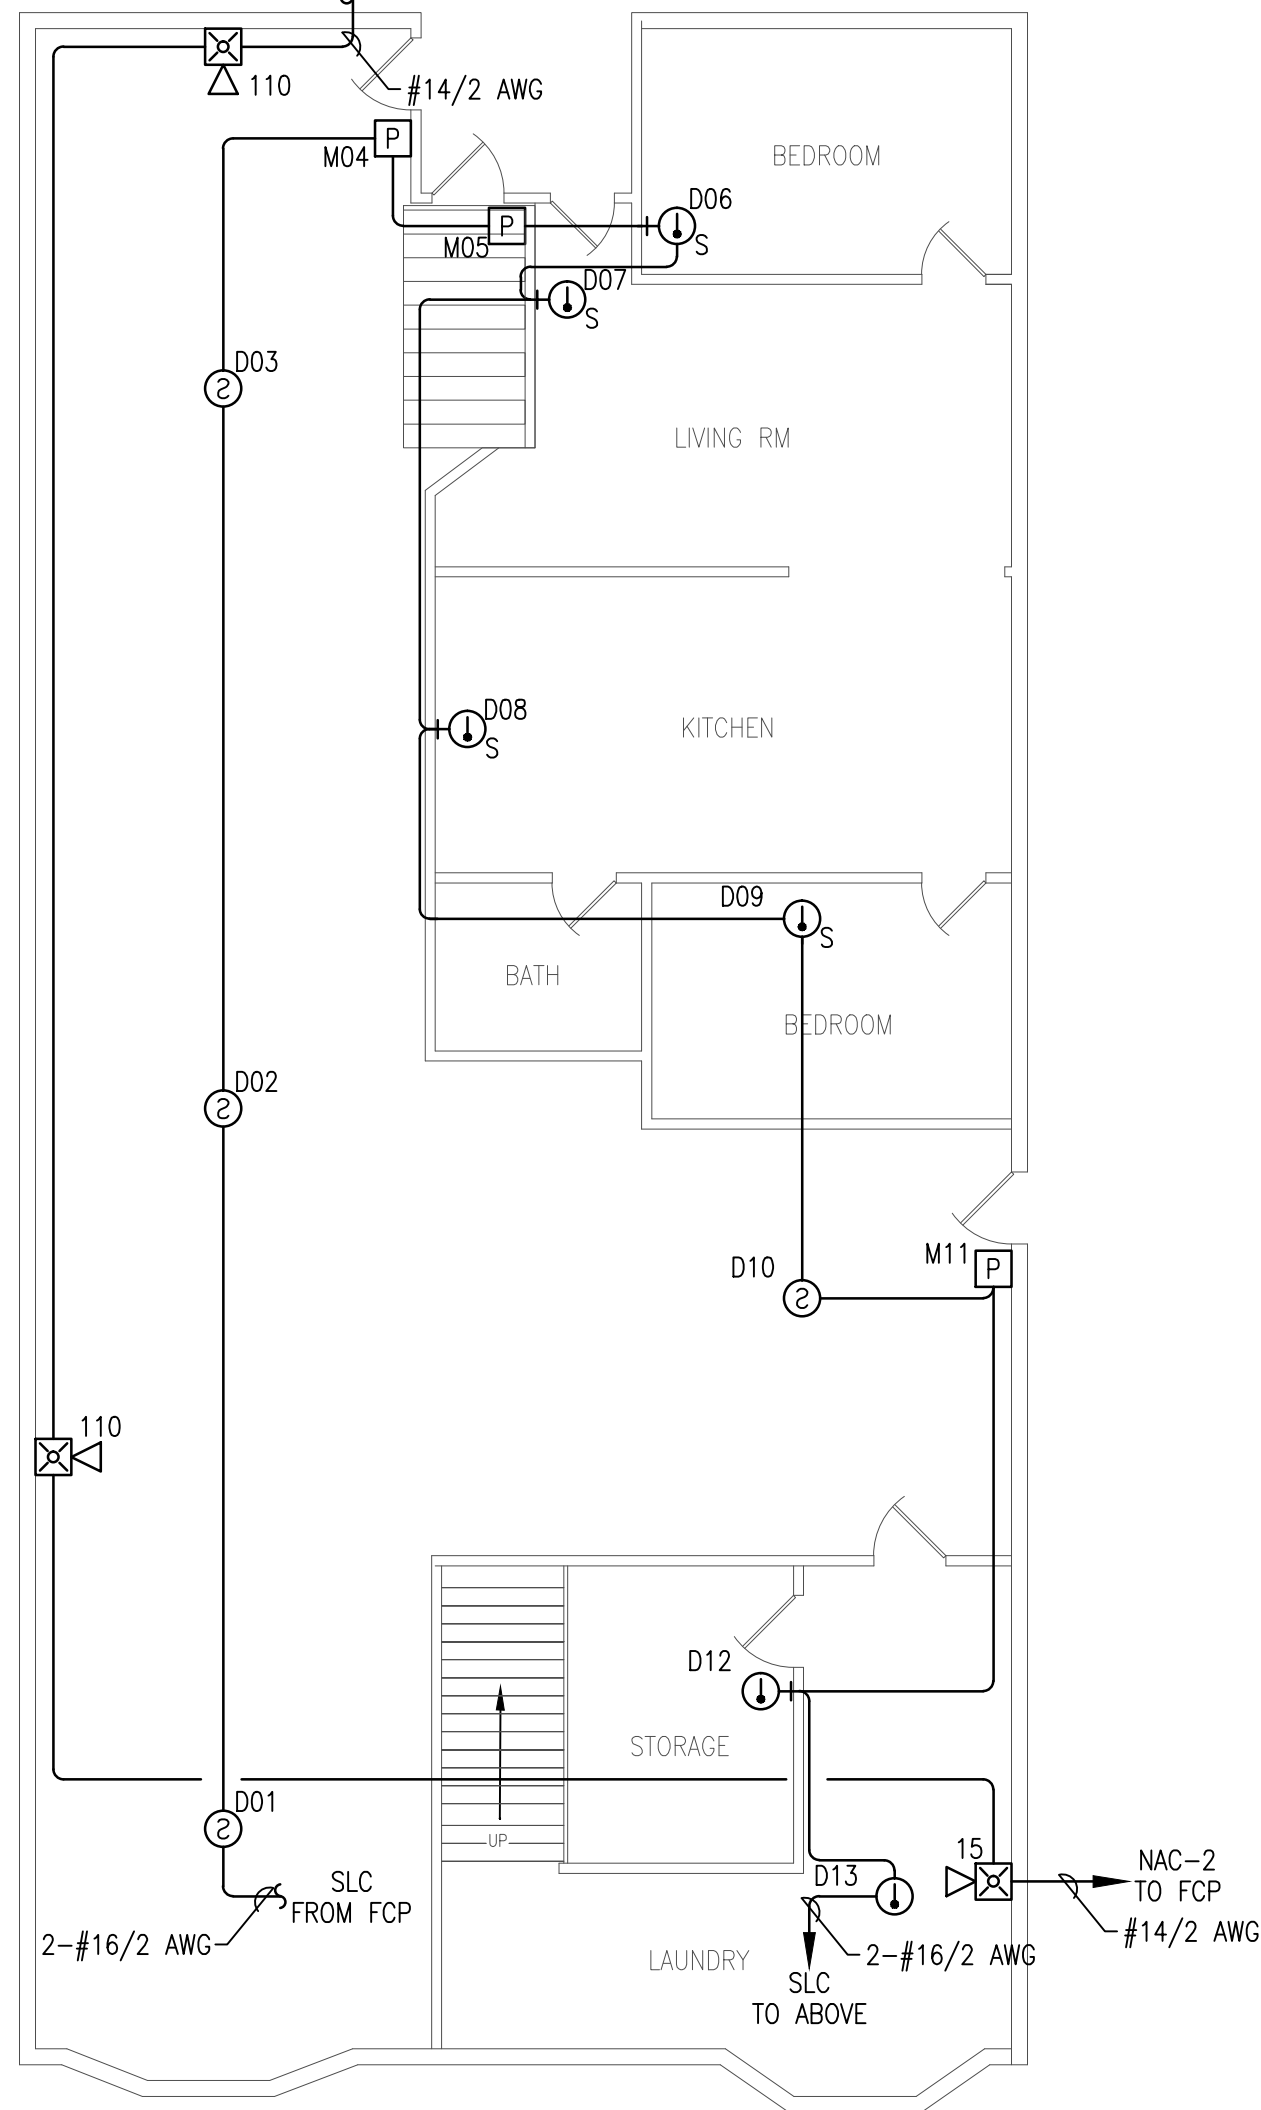 110
#14/2 AWG
P
M04
BEDROOM
D06
P
M05
S
D07
S
D03
S
LIVING RM
D08
S
KITCHEN
D09
S
BATH
BEDROOM
D02
S
M11
P
D10
S
110
D12
STORAGE
D01
S
UP
15
D13
SLC
FROM FCP
NAC-2
TO FCP
2-#16/2 AWG
#14/2 AWG
2-#16/2 AWG
LAUNDRY
SLC
TO ABOVE